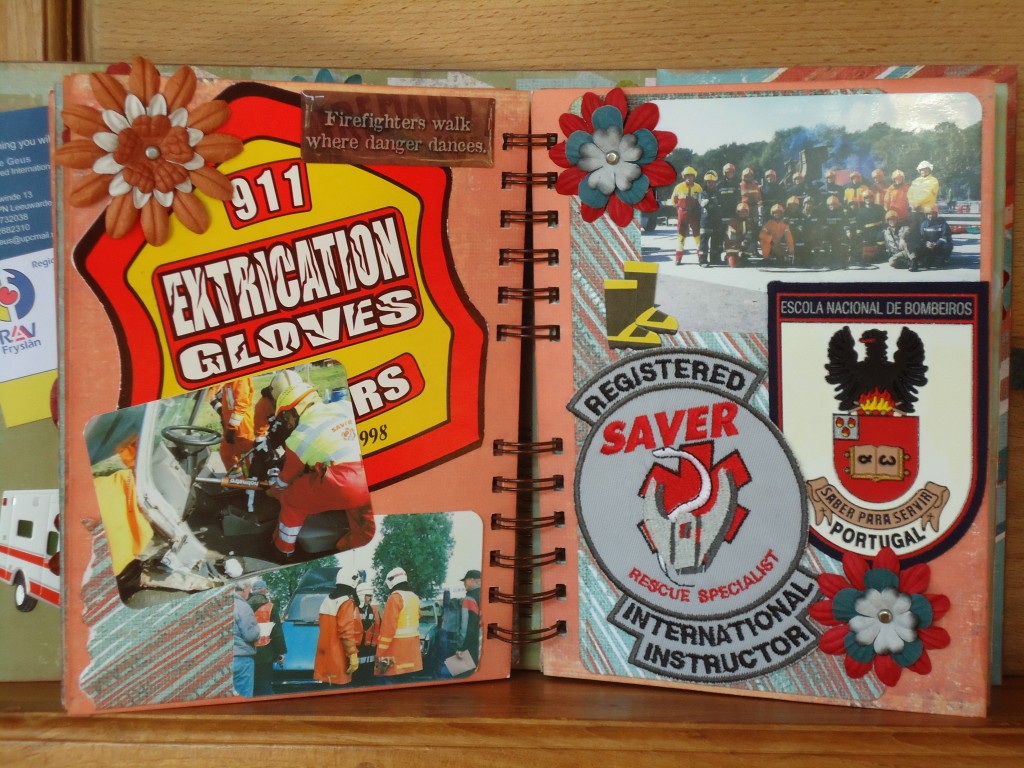 Firefighters walk
where danger dances.
911
EXTRICATION
GLOVES
RS
998
Fryslân
ESCOLA NACIONAL DE BOMBEIROS
SABER PARA SERVIR
PORTUGAL
REGISTERED
SAVER
RESCUE SPECIALIST
INTERNATIONAL
INSTRUCTOR